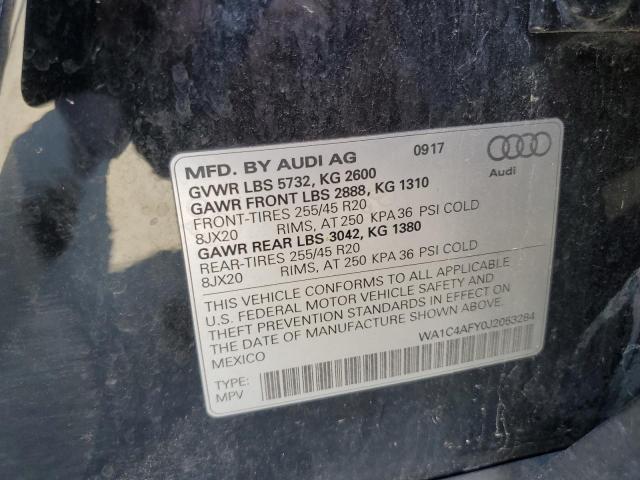 MFD. BY AUDI AG 0917
GVWR LBS 5732, KG 2600
GAWR FRONT LBS 2888, KG 1310
FRONT-TIRES 255/45 R20
8JX20 RIMS, AT 250 KPA 36 PSI COLD
GAWR REAR LBS 3042, KG 1380
REAR-TIRES 255/45 R20
8JX20 RIMS, AT 250 KPA 36 PSI COLD
Audi
THIS VEHICLE CONFORMS TO ALL APPLICABLE
U.S. FEDERAL MOTOR VEHICLE SAFETY AND
THEFT PREVENTION STANDARDS IN EFFECT ON
THE DATE OF MANUFACTURE SHOWN ABOVE.
MEXICO
WA1C4AFY0J2053284
TYPE:
MPV